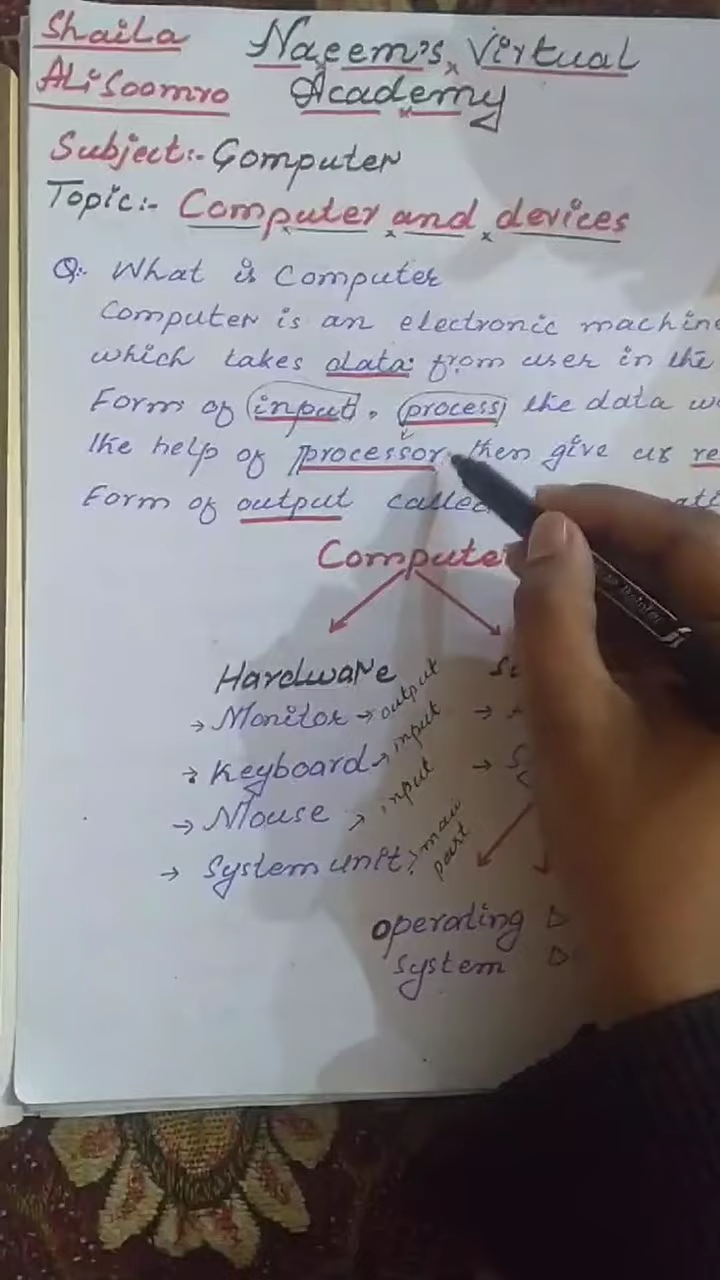 Shaila
Ali Soomro
Naeem's Virtual
Academy
Subject:- Computer
Topic:- Computer and devices
Q:- What is Computer
Computer is an electronic machine
which takes data from user in the
Form of input, process the data
the help of processor then give us
Form of output called
Compute
Hardware
→ Monitor → output
→ Keyboard → input
→ Mouse → input
→ System unit → main
part
operating
system